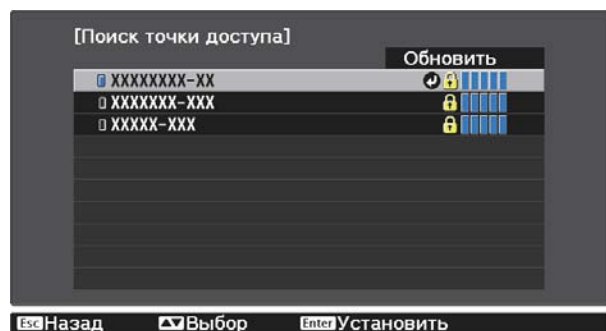 [Поиск точки доступа]
Обновить
XXXXXXXX-XX
XXXXXXX-XXX
XXXXX-XXX
Esc Назад Выбор Enter Установить